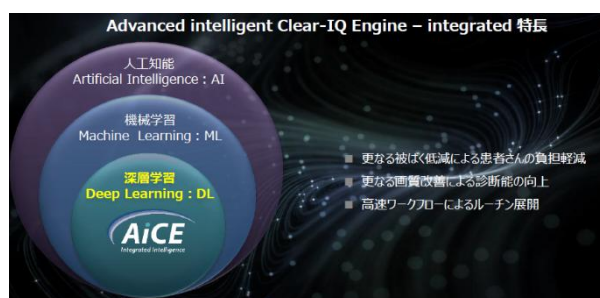 Advanced intelligent Clear-IQ Engine – integrated 特長
人工知能
Artificial Intelligence : AI
機械学習
Machine Learning : ML
深層学習
Deep Learning : DL
AiCE
Integrated Intelligence
更なる被ばく低減による患者さんの負担軽減
更なる画質改善による診断能の向上
高速ワークフローによるルーチン展開